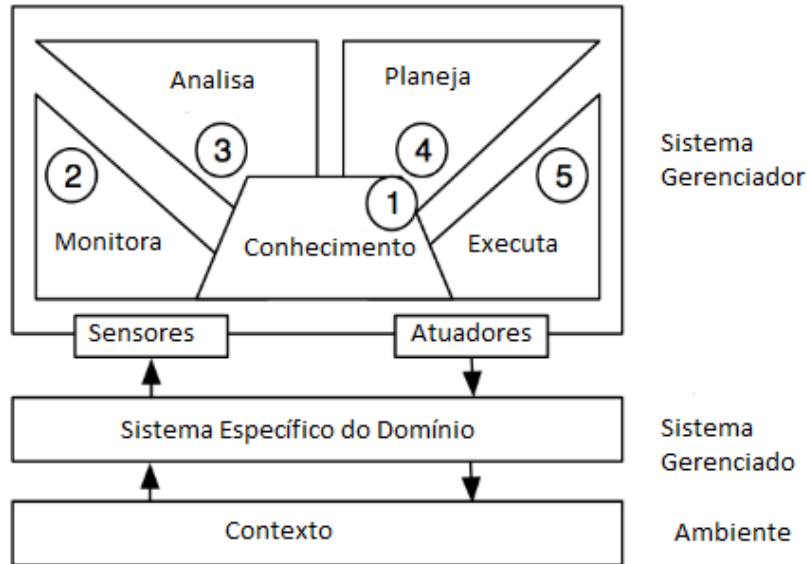 Analisa
Planeja
3
4
2
5
1
Monitora
Conhecimento
Executa
Sistema
Gerenciador
Sensores
Atuadores
Sistema Específico do Domínio
Sistema
Gerenciado
Contexto
Ambiente